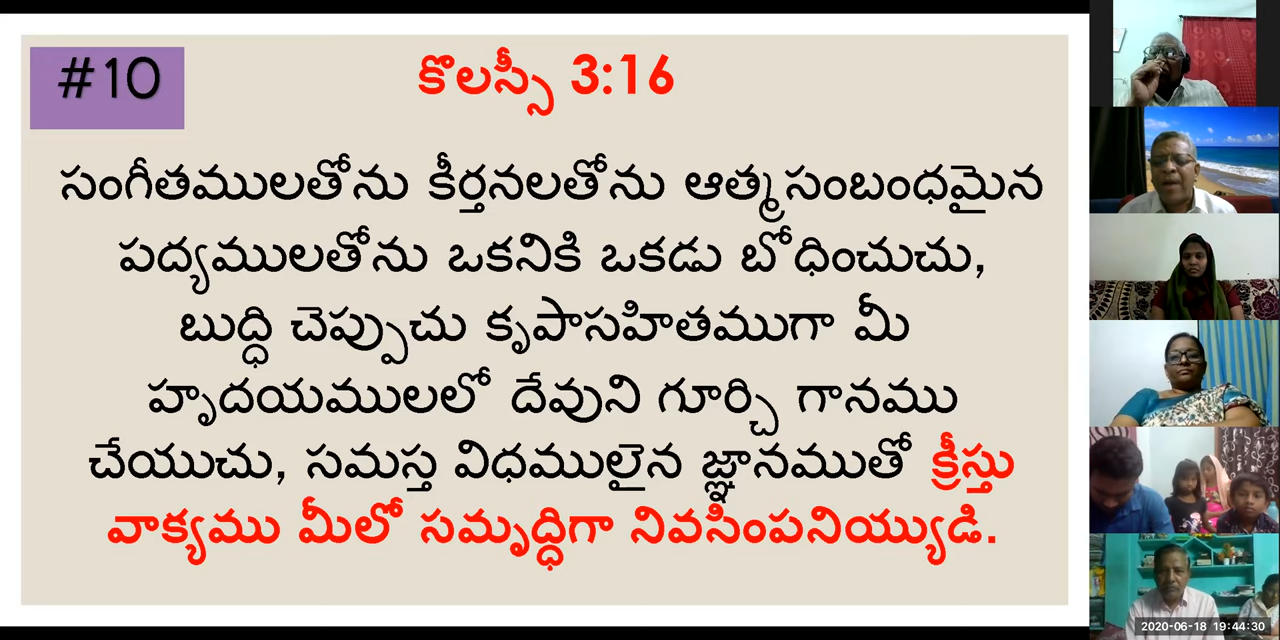 #10
కొలస్సీ 3:16
సంగీతములతోను కీర్తనలతోను ఆత్మసంబంధమైన
పద్యములతోను ఒకనికి ఒకడు బోధించుచు,
బుద్ధి చెప్పుచు కృపాసహితముగా మీ
హృదయములలో దేవుని గూర్చి గానము
చేయుచు, సమస్త విధములైన జ్ఞానముతో క్రీస్తు
వాక్యము మీలో సమృద్ధిగా నివసింపనియ్యుడి.
2020-06-18 19:44:30